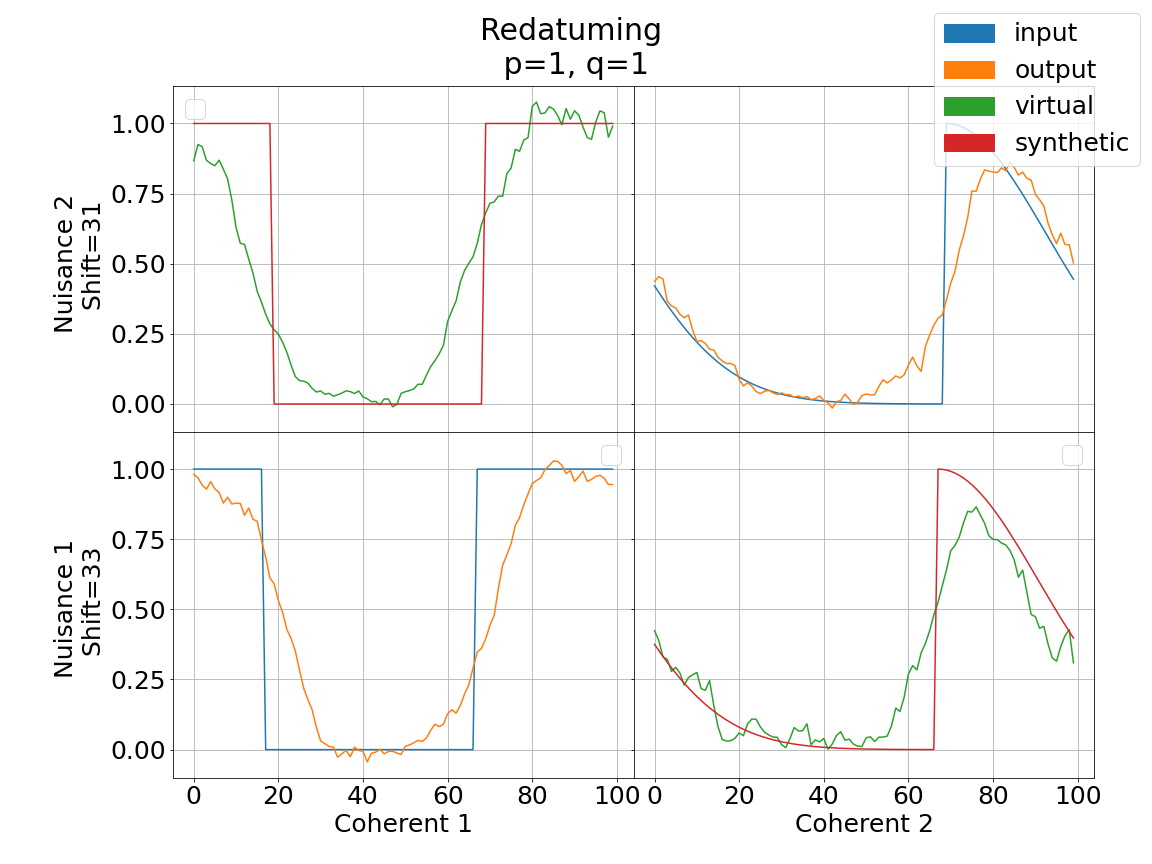 Redatuming
p=1, q=1
input
output
virtual
synthetic
Nuisance 2
Shift=31
1.00
0.75
0.50
0.25
0.00
Nuisance 1
Shift=33
1.00
0.75
0.50
0.25
0.00
0 20 40 60 80 100
0 20 40 60 80 100
Coherent 1
Coherent 2